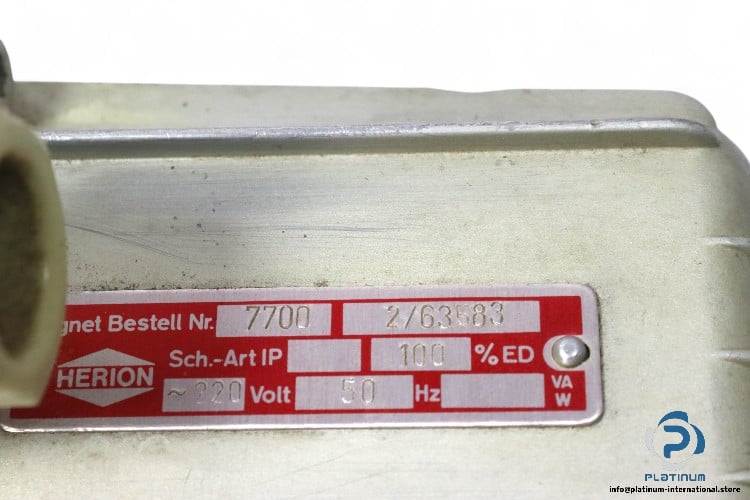 gnet Bestell Nr. 7700 2/63583
Sch.-Art IP 100 % ED
HERION
~ 220 Volt 50 Hz VA W
PLATINUM
info@platinum-international.store